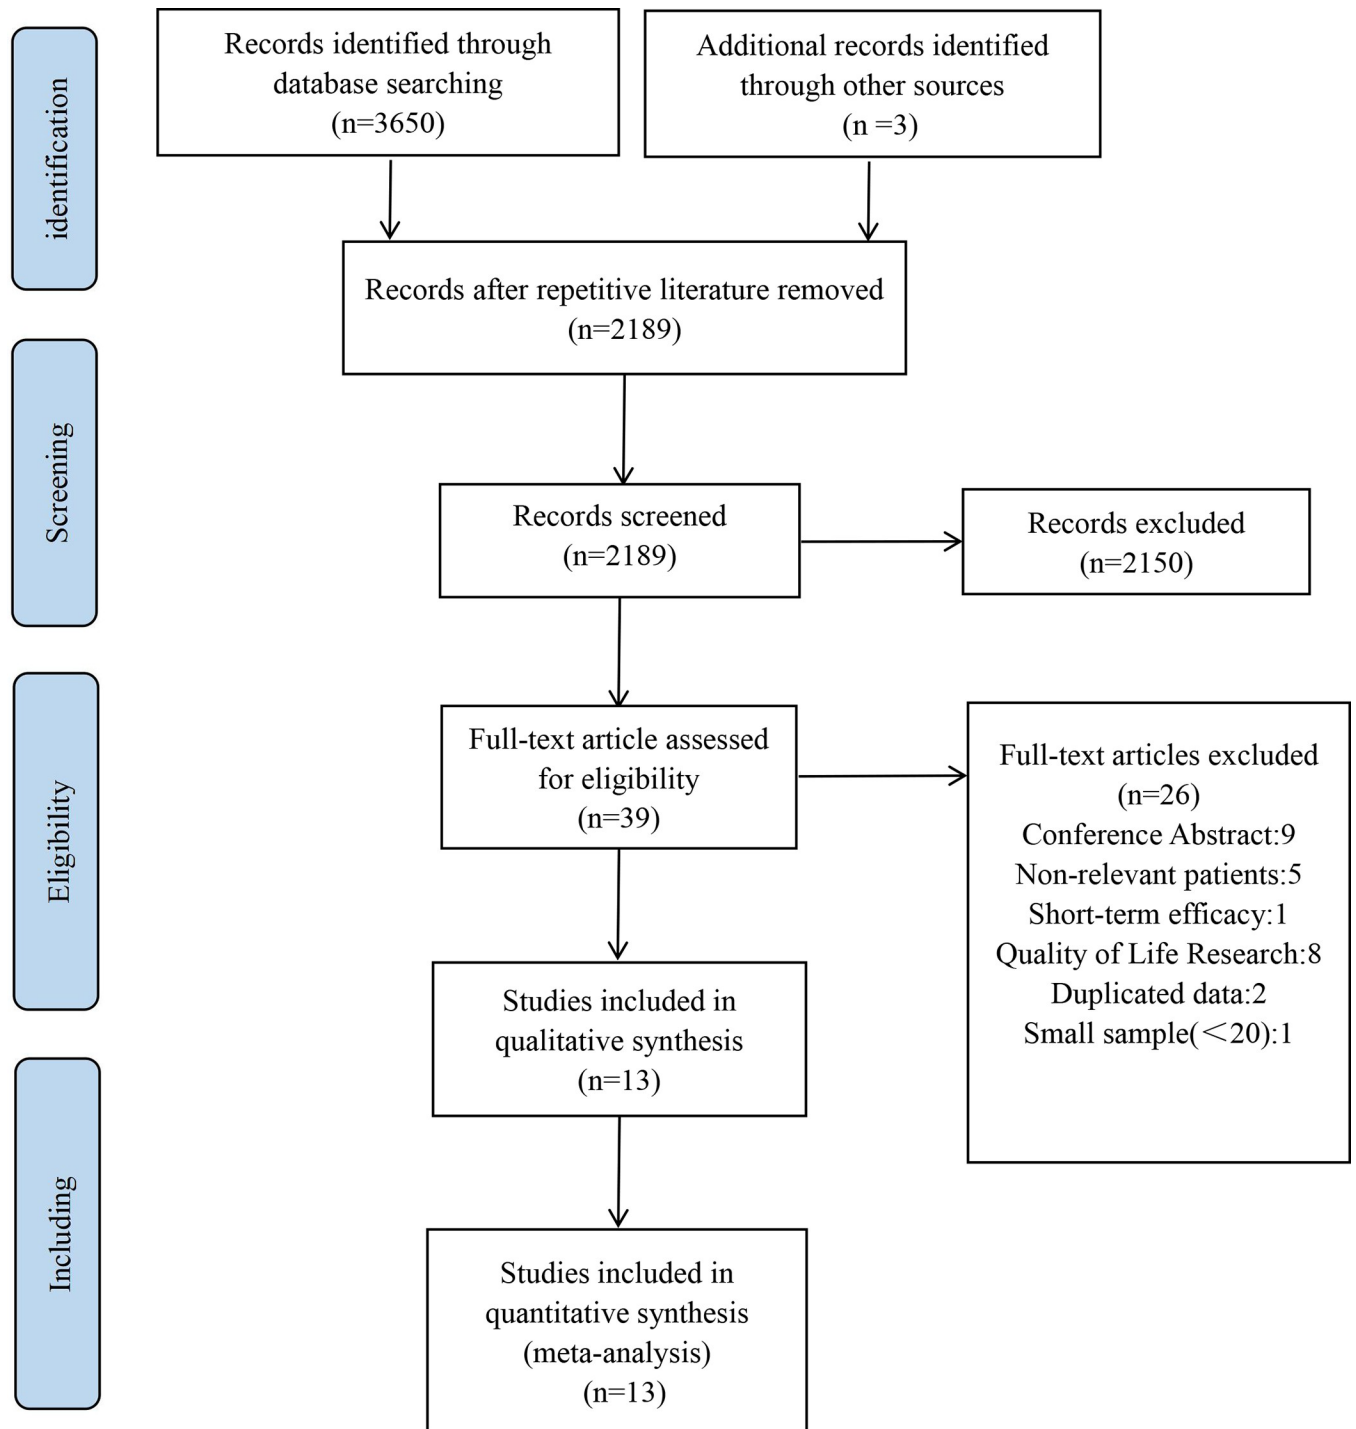 identification
Records identified through
database searching
(n=3650)
Additional records identified
through other sources
(n =3)
Records after repetitive literature removed
(n=2189)
Screening
Records screened
(n=2189)
Records excluded
(n=2150)
Eligibility
Full-text article assessed
for eligibility
(n=39)
Full-text articles excluded
(n=26)
Conference Abstract:9
Non-relevant patients:5
Short-term efficacy:1
Quality of Life Research:8
Duplicated data:2
Small sample(<20):1
Studies included in
qualitative synthesis
(n=13)
Including
Studies included in
quantitative synthesis
(meta-analysis)
(n=13)